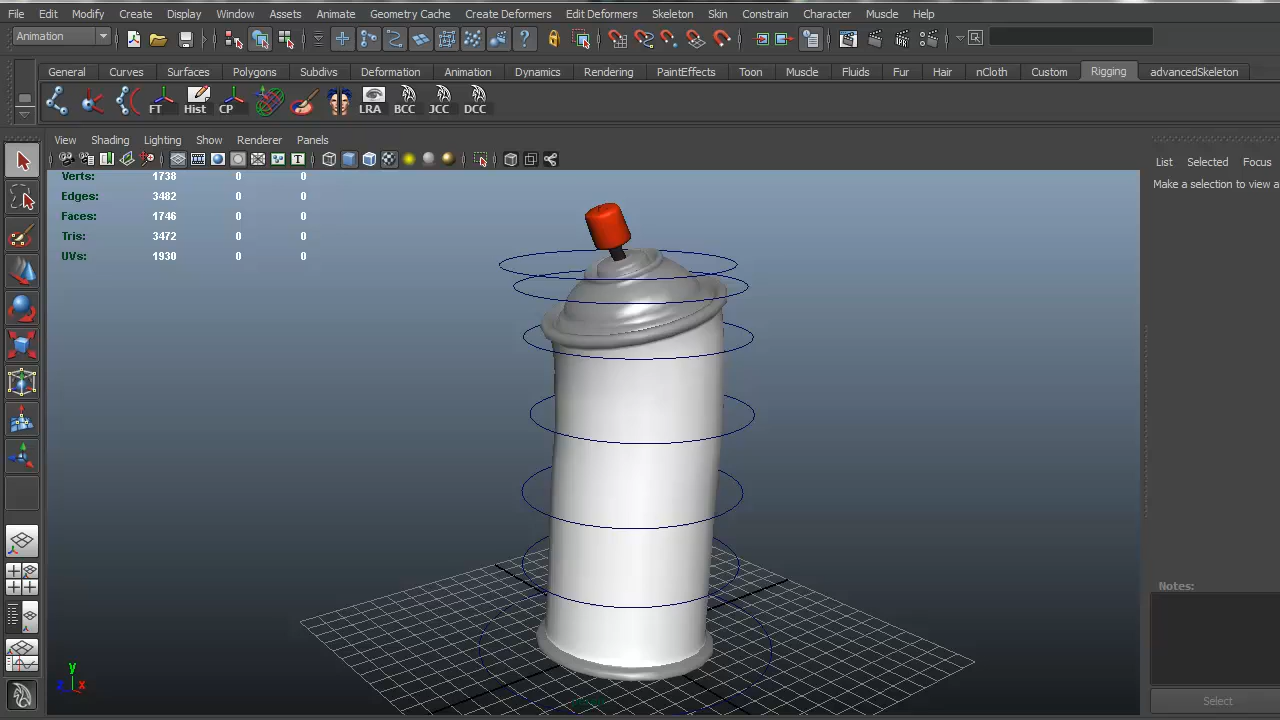 File Edit Modify Create Display Window Assets Animate Geometry Cache Create Deformers Edit Deformers Skeleton Skin Constrain Character Muscle Help
Animation
General Curves Surfaces Polygons Subdivs Deformation Animation Dynamics Rendering PaintEffects Toon Muscle Fluids Fur Hair nCloth Custom Rigging advancedSkeleton
FT Hist CP LRA BCC JCC DCC
View Shading Lighting Show Renderer Panels
List Selected Focus
Make a selection to view a
Verts: 1738 0 0
Edges: 3482 0 0
Faces: 1746 0 0
Tris: 3472 0 0
UVs: 1930 0 0
Notes:
Select
y
z x